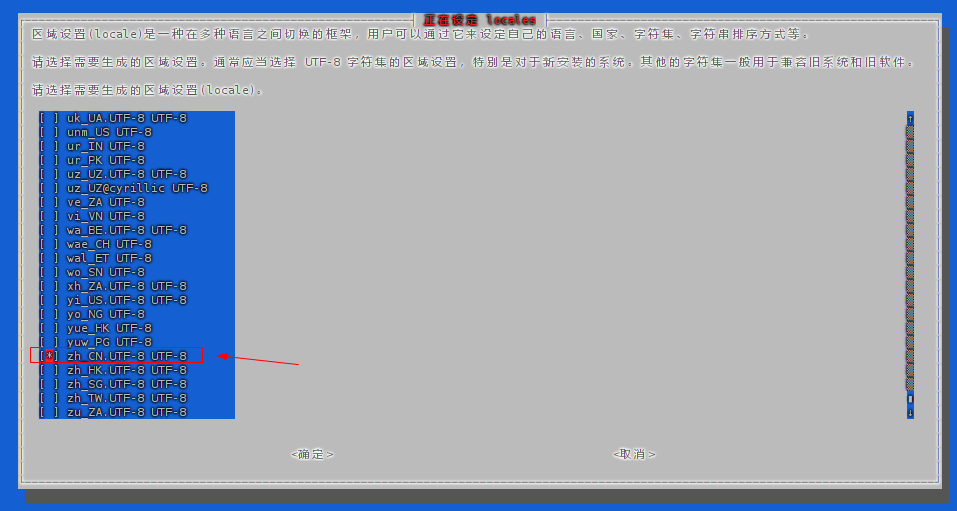 正在设定 locales
区域设置(locale)是一种在多种语言之间切换的框架，用户可以通过它来设定自己的语言、国家、字符集、字符串排序方式等。
请选择需要生成的区域设置。通常应当选择 UTF-8 字符集的区域设置，特别是对于新安装的系统。其他的字符集一般用于兼容旧系统和旧软件。
请选择需要生成的区域设置(locale)。
[ ] uk_UA.UTF-8 UTF-8
[ ] unm_US UTF-8
[ ] ur_IN UTF-8
[ ] ur_PK UTF-8
[ ] uz_UZ.UTF-8 UTF-8
[ ] uz_UZ@cyrillic UTF-8
[ ] ve_ZA UTF-8
[ ] vi_VN UTF-8
[ ] wa_BE.UTF-8 UTF-8
[ ] wae_CH UTF-8
[ ] wal_ET UTF-8
[ ] wo_SN UTF-8
[ ] xh_ZA.UTF-8 UTF-8
[ ] yi_US.UTF-8 UTF-8
[ ] yo_NG UTF-8
[ ] yue_HK UTF-8
[ ] yuw_PG UTF-8
[*] zh_CN.UTF-8 UTF-8
[ ] zh_HK.UTF-8 UTF-8
[ ] zh_SG.UTF-8 UTF-8
[ ] zh_TW.UTF-8 UTF-8
[ ] zu_ZA.UTF-8 UTF-8
<确定> <取消>